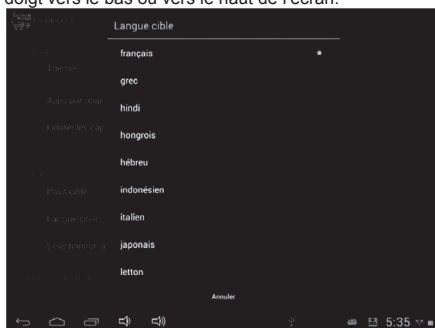 doigt vers le bas ou vers le haut de l'écran.
Langue cible
français
grec
hindi
hongrois
hébreu
indonésien
italien
japonais
letton
Annuler
5:35